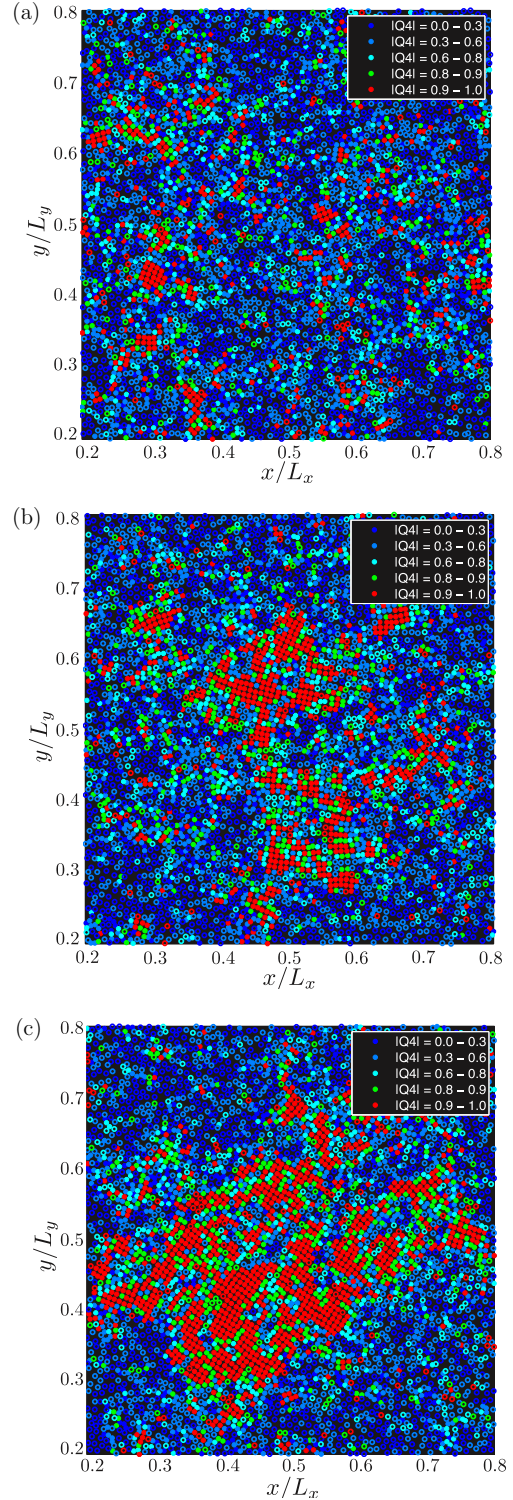 (a)
0.8
0.7
0.6
0.5
0.4
0.3
0.2
y/L_y
|Q4| = 0.0 – 0.3
|Q4| = 0.3 – 0.6
|Q4| = 0.6 – 0.8
|Q4| = 0.8 – 0.9
|Q4| = 0.9 – 1.0
0.2 0.3 0.4 0.5 0.6 0.7 0.8
x/L_x
(b)
0.8
0.7
0.6
0.5
0.4
0.3
0.2
y/L_y
|Q4| = 0.0 – 0.3
|Q4| = 0.3 – 0.6
|Q4| = 0.6 – 0.8
|Q4| = 0.8 – 0.9
|Q4| = 0.9 – 1.0
0.2 0.3 0.4 0.5 0.6 0.7 0.8
x/L_x
(c)
0.8
0.7
0.6
0.5
0.4
0.3
0.2
y/L_y
|Q4| = 0.0 – 0.3
|Q4| = 0.3 – 0.6
|Q4| = 0.6 – 0.8
|Q4| = 0.8 – 0.9
|Q4| = 0.9 – 1.0
0.2 0.3 0.4 0.5 0.6 0.7 0.8
x/L_x